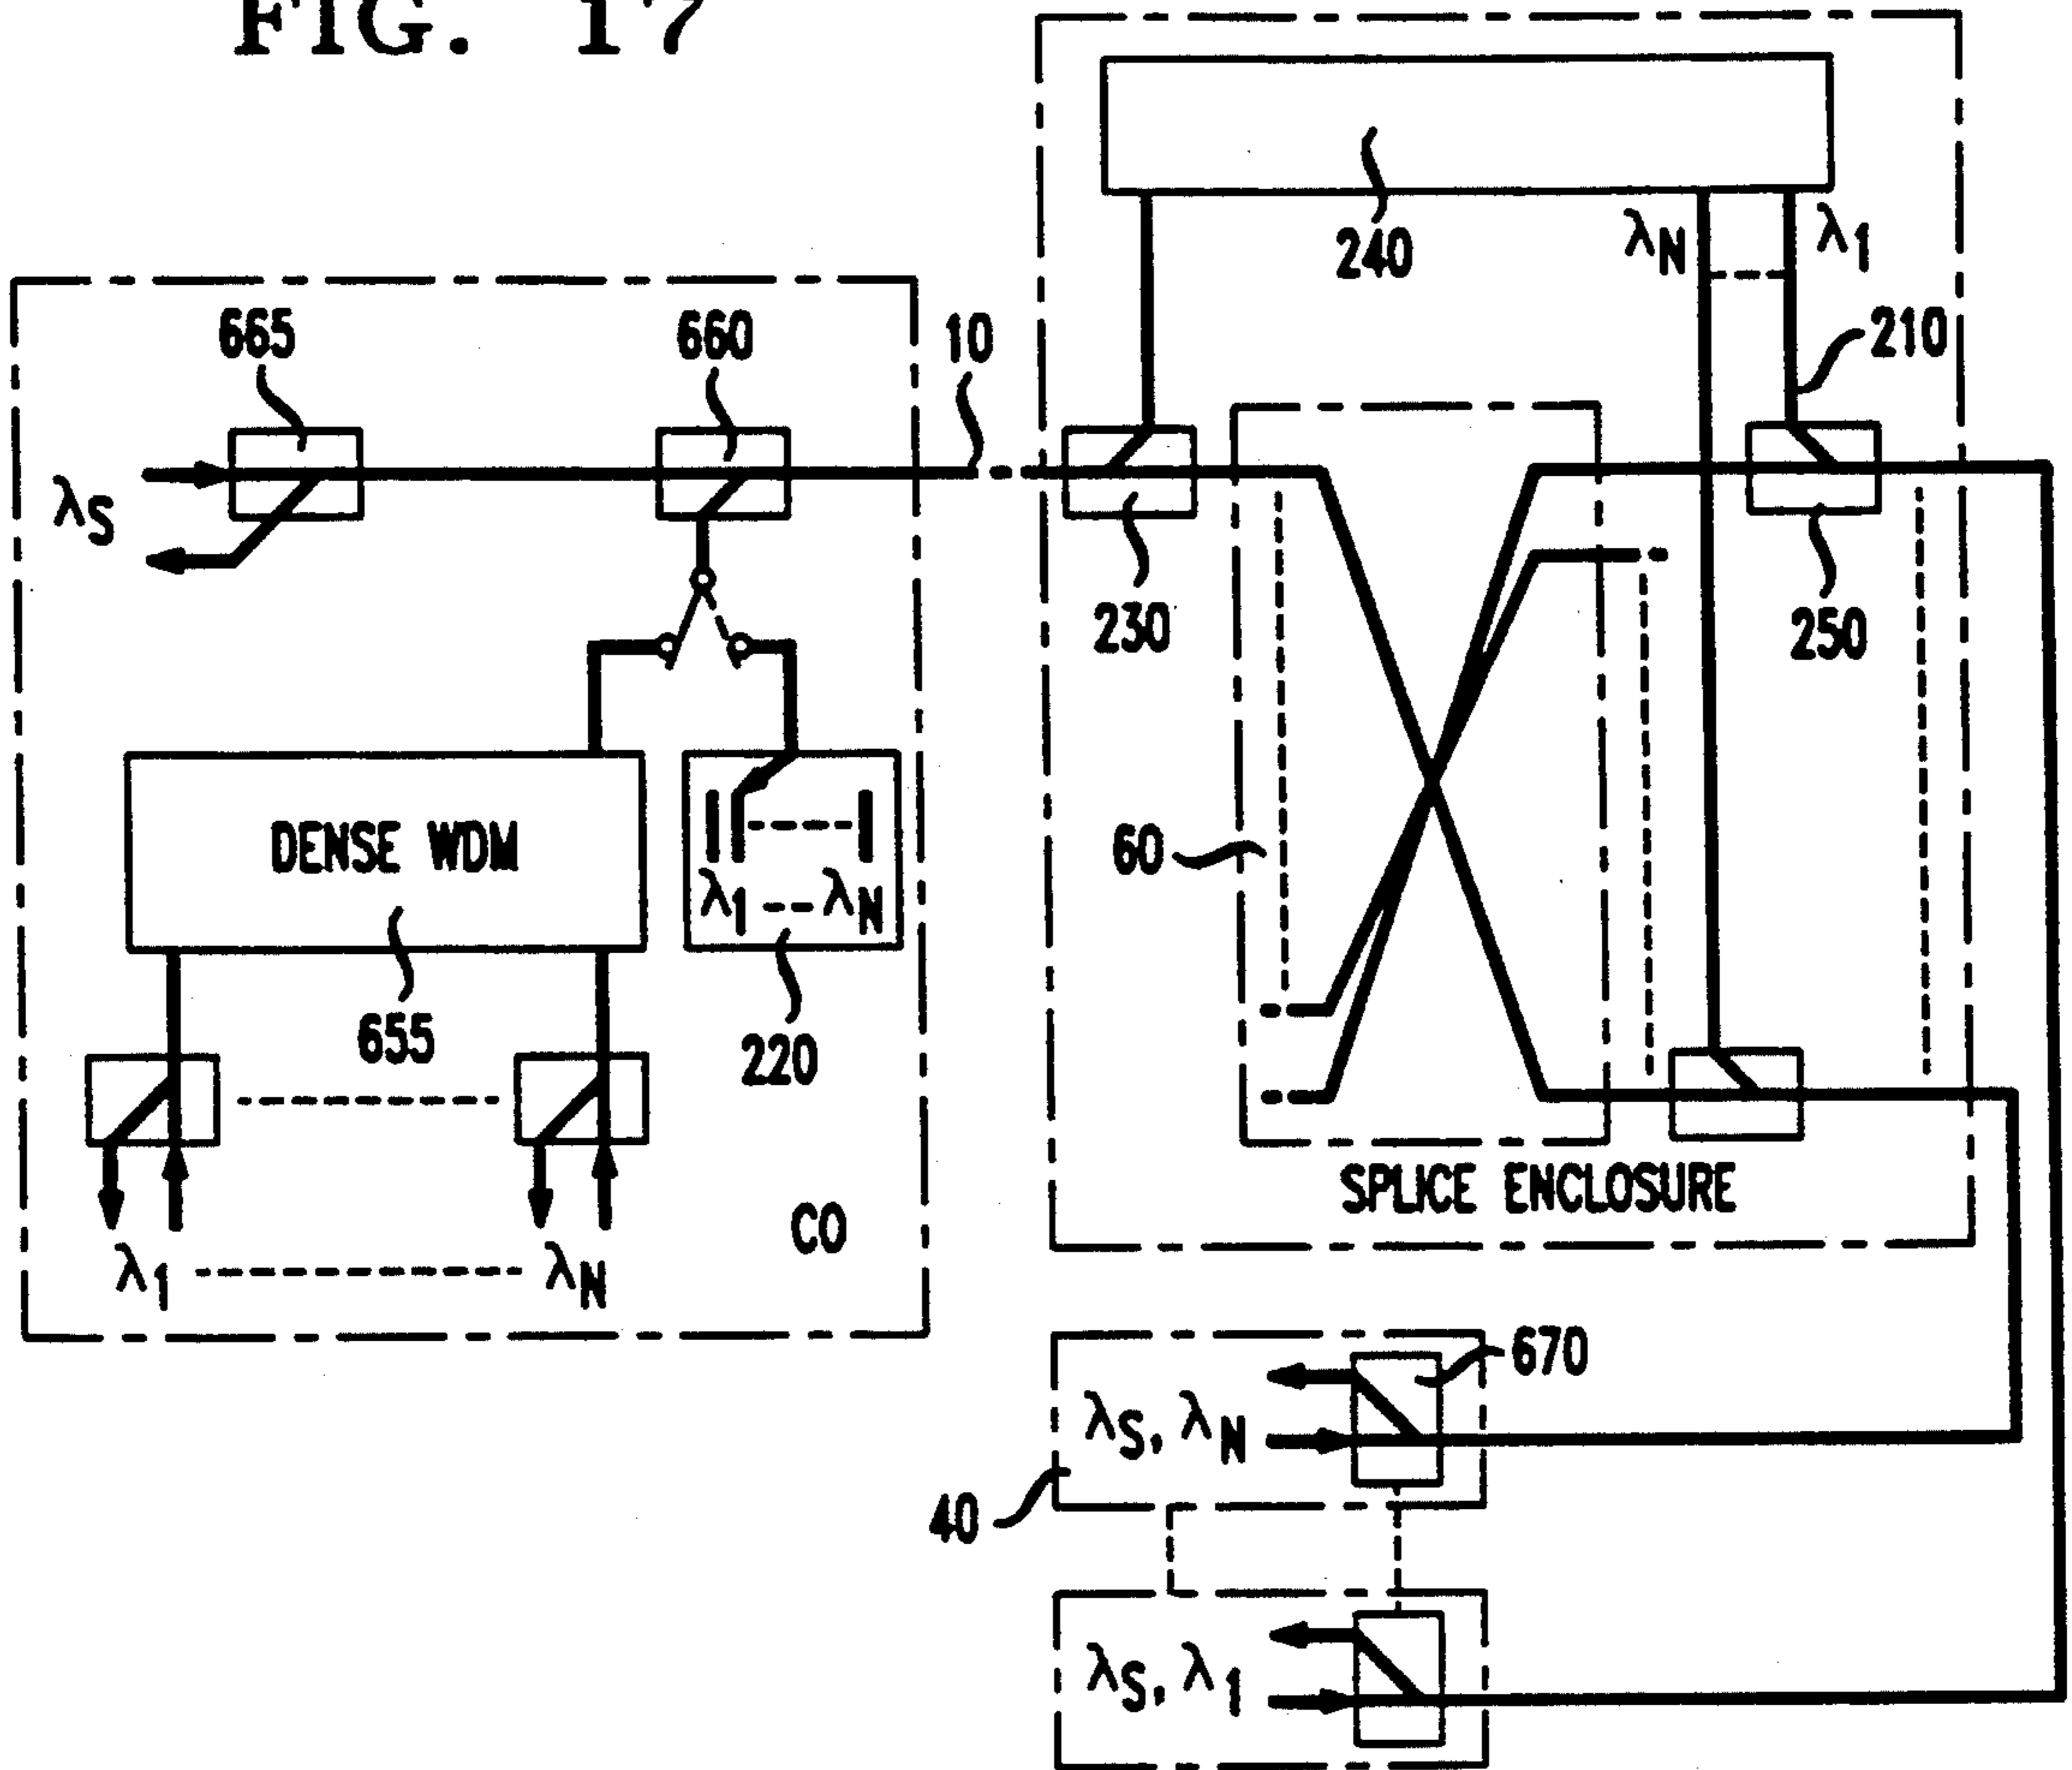 FIG. 17
240
λN
λ1
210
665
660
10
λS
230
250
DENSE WDM
λ1 -- λN
60
655
220
SPLICE ENCLOSURE
CO
λ1 ---------- λN
670
λS, λN
40
λS, λ1